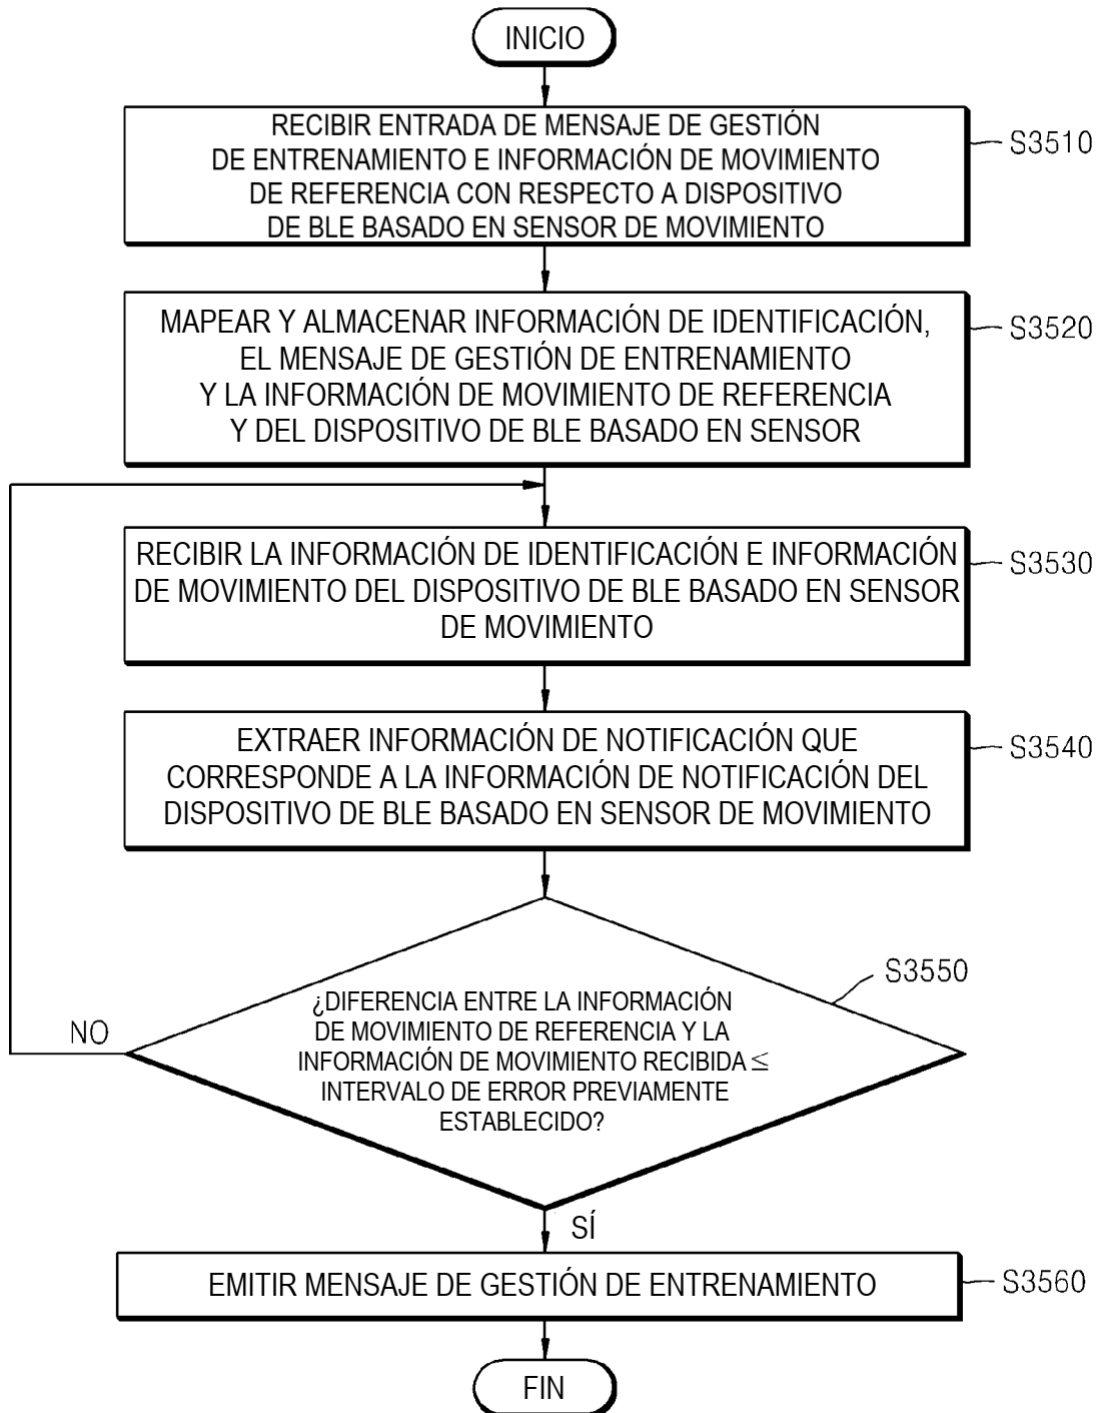 INICIO
RECIBIR ENTRADA DE MENSAJE DE GESTIÓN
DE ENTRENAMIENTO E INFORMACIÓN DE MOVIMIENTO
DE REFERENCIA CON RESPECTO A DISPOSITIVO
DE BLE BASADO EN SENSOR DE MOVIMIENTO
S3510
MAPEAR Y ALMACENAR INFORMACIÓN DE IDENTIFICACIÓN,
EL MENSAJE DE GESTIÓN DE ENTRENAMIENTO
Y LA INFORMACIÓN DE MOVIMIENTO DE REFERENCIA
Y DEL DISPOSITIVO DE BLE BASADO EN SENSOR
S3520
RECIBIR LA INFORMACIÓN DE IDENTIFICACIÓN E INFORMACIÓN
DE MOVIMIENTO DEL DISPOSITIVO DE BLE BASADO EN SENSOR
DE MOVIMIENTO
S3530
EXTRAER INFORMACIÓN DE NOTIFICACIÓN QUE
CORRESPONDE A LA INFORMACIÓN DE NOTIFICACIÓN DEL
DISPOSITIVO DE BLE BASADO EN SENSOR DE MOVIMIENTO
S3540
¿DIFERENCIA ENTRE LA INFORMACIÓN
DE MOVIMIENTO DE REFERENCIA Y LA
INFORMACIÓN DE MOVIMIENTO RECIBIDA ≤
INTERVALO DE ERROR PREVIAMENTE
ESTABLECIDO?
S3550
NO
SÍ
EMITIR MENSAJE DE GESTIÓN DE ENTRENAMIENTO
S3560
FIN